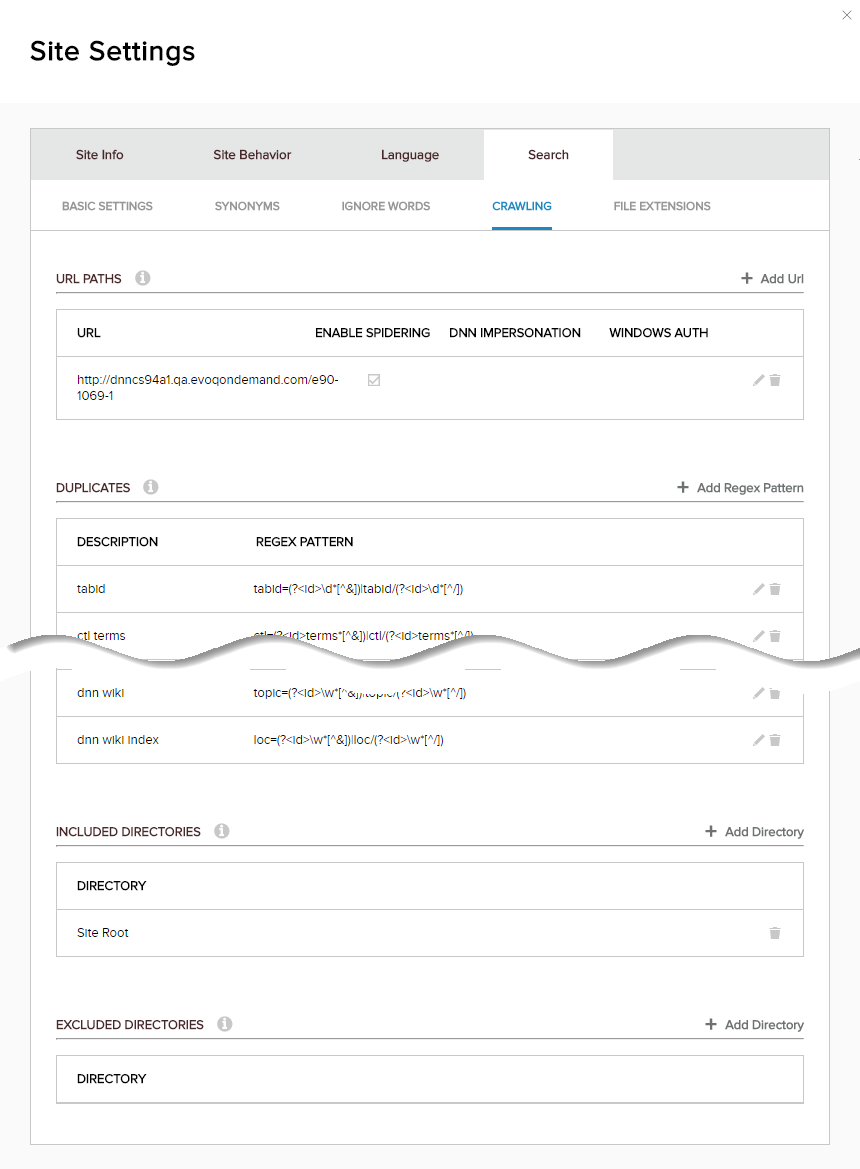 Site Settings
Site Info Site Behavior Language Search
BASIC SETTINGS SYNONYMS IGNORE WORDS CRAWLING FILE EXTENSIONS
URL PATHS + Add Url
URL ENABLE SPIDERING DNN IMPERSONATION WINDOWS AUTH
http://dnncs94a1.qa.evoqondemand.com/e90-
1069-1
DUPLICATES + Add Regex Pattern
DESCRIPTION REGEX PATTERN
tabid tabid=(?<id>\d*[^&])|tabid/(?<id>\d*[^/])
ctl terms ctl=(?<id>terms*[^&])|ctl/(?<id>terms*[^/])
dnn wiki topic=(?<id>\w*[^&])|topic/(?<id>\w*[^/])
dnn wiki index loc=(?<id>\w*[^&])|loc/(?<id>\w*[^/])
INCLUDED DIRECTORIES + Add Directory
DIRECTORY
Site Root
EXCLUDED DIRECTORIES + Add Directory
DIRECTORY